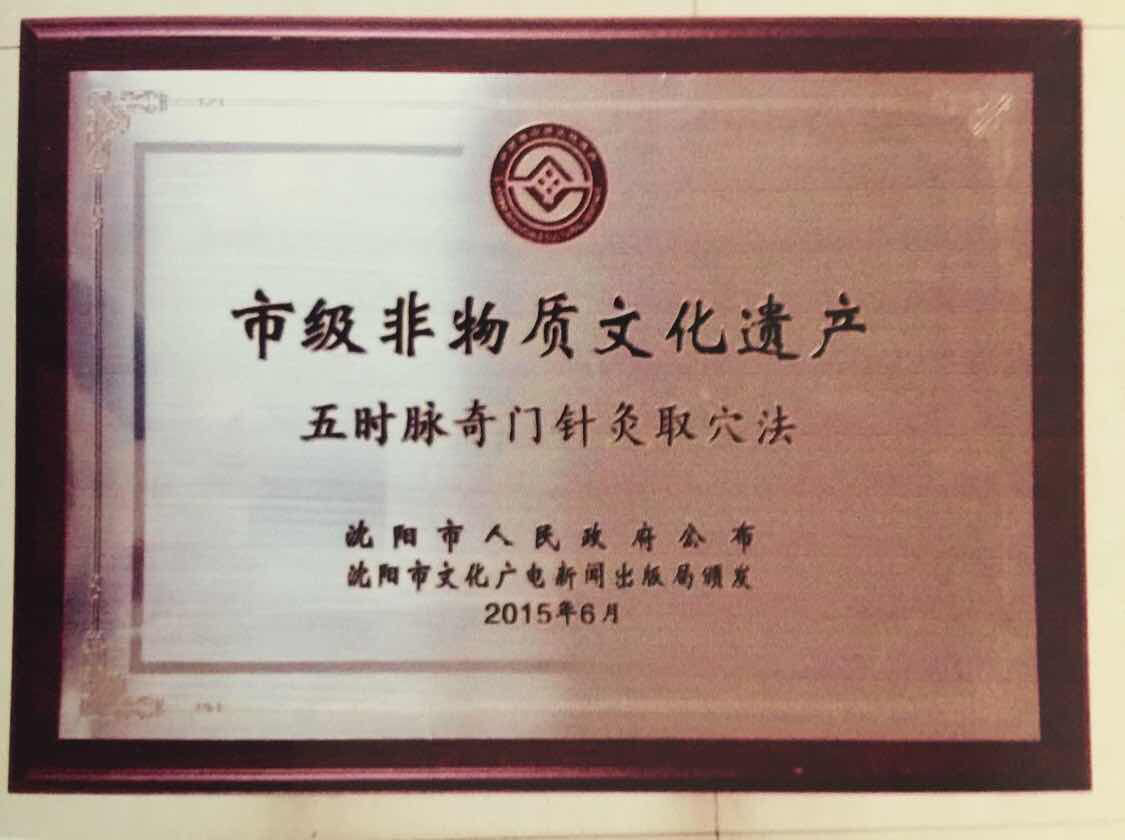 市级非物质文化遗产
五时脉奇门针灸取穴法
沈阳市人民政府公布
沈阳市文化广电新闻出版局颁发
2015年6月